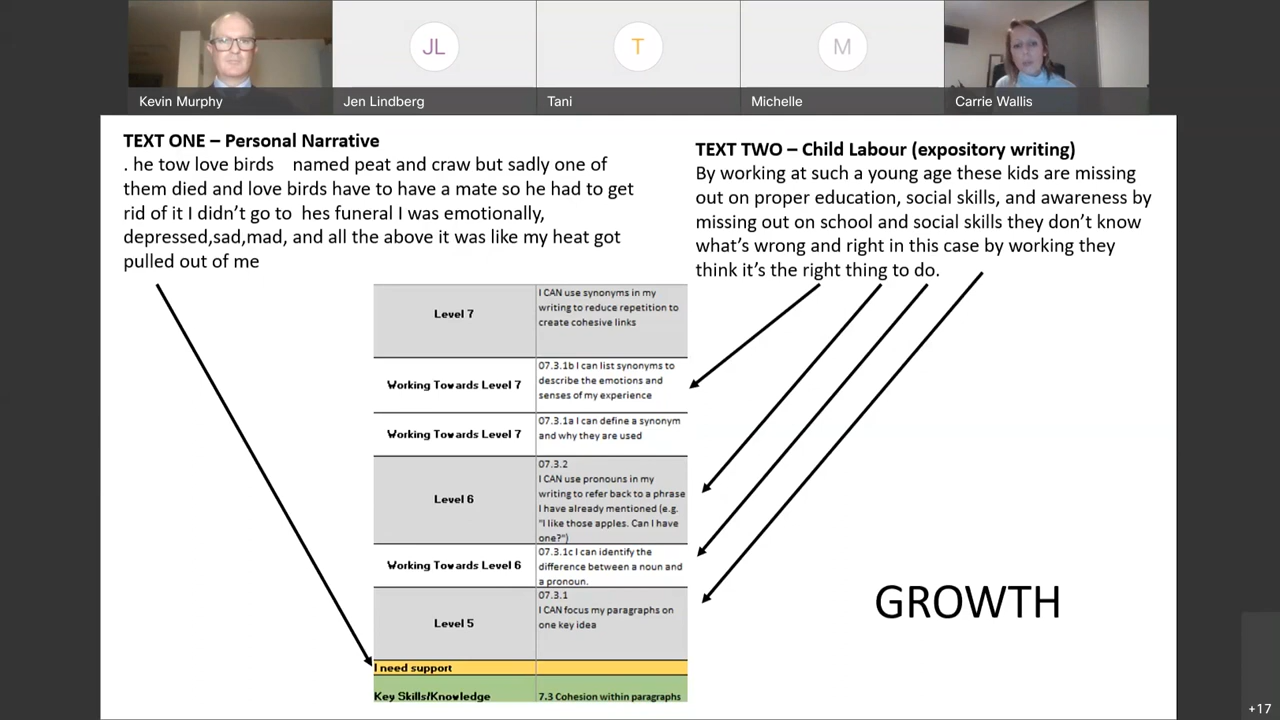 JL
T
M
Kevin Murphy
Jen Lindberg
Tani
Michelle
Carrie Wallis
TEXT ONE – Personal Narrative
. he tow love birds named peat and craw but sadly one of
them died and love birds have to have a mate so he had to get
rid of it I didn't go to hes funeral I was emotionally,
depressed,sad,mad, and all the above it was like my heat got
pulled out of me
TEXT TWO – Child Labour (expository writing)
By working at such a young age these kids are missing
out on proper education, social skills, and awareness by
missing out on school and social skills they don't know
what's wrong and right in this case by working they
think it's the right thing to do.
Level 7
I CAN use synonyms in my
writing to reduce repetition to
create cohesive links
Working Towards Level 7
07.3.1b I can list synonyms to
describe the emotions and
senses of my experience
Working Towards Level 7
07.3.1a I can define a synonym
and why they are used
Level 6
07.3.2
I CAN use pronouns in my
writing to refer back to a phrase
I have already mentioned (e.g.
"I like those apples. Can I have
one?")
Working Towards Level 6
07.3.1c I can identify the
difference between a noun and
a pronoun.
Level 5
07.3.1
I CAN focus my paragraphs on
one key idea
I need support
Key Skills/Knowledge
7.3 Cohesion within paragraphs
GROWTH
+17